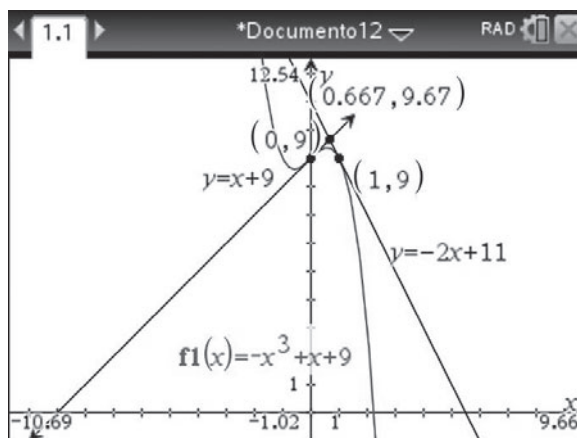 1.1 *Documento12 RAD
12.54 y
(0.667,9.67)
(0,9)
y=x+9
(1,9)
y=-2x+11
f1(x)=-x³+x+9
1
x
-10.69 -1.02 1 9.66